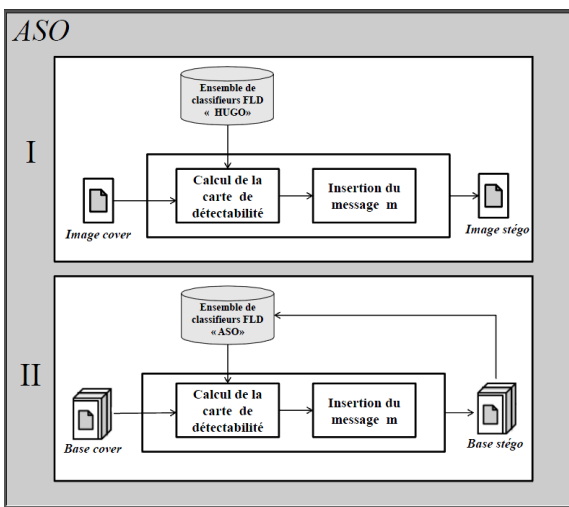 ASO
I
Ensemble de
classifieurs FLD
« HUGO»
Calcul de la
carte de
détectabilité
Insertion du
message m
Image cover
Image stégo
II
Ensemble de
classifieurs FLD
« ASO»
Calcul de la
carte de
détectabilité
Insertion du
message m
Base cover
Base stégo